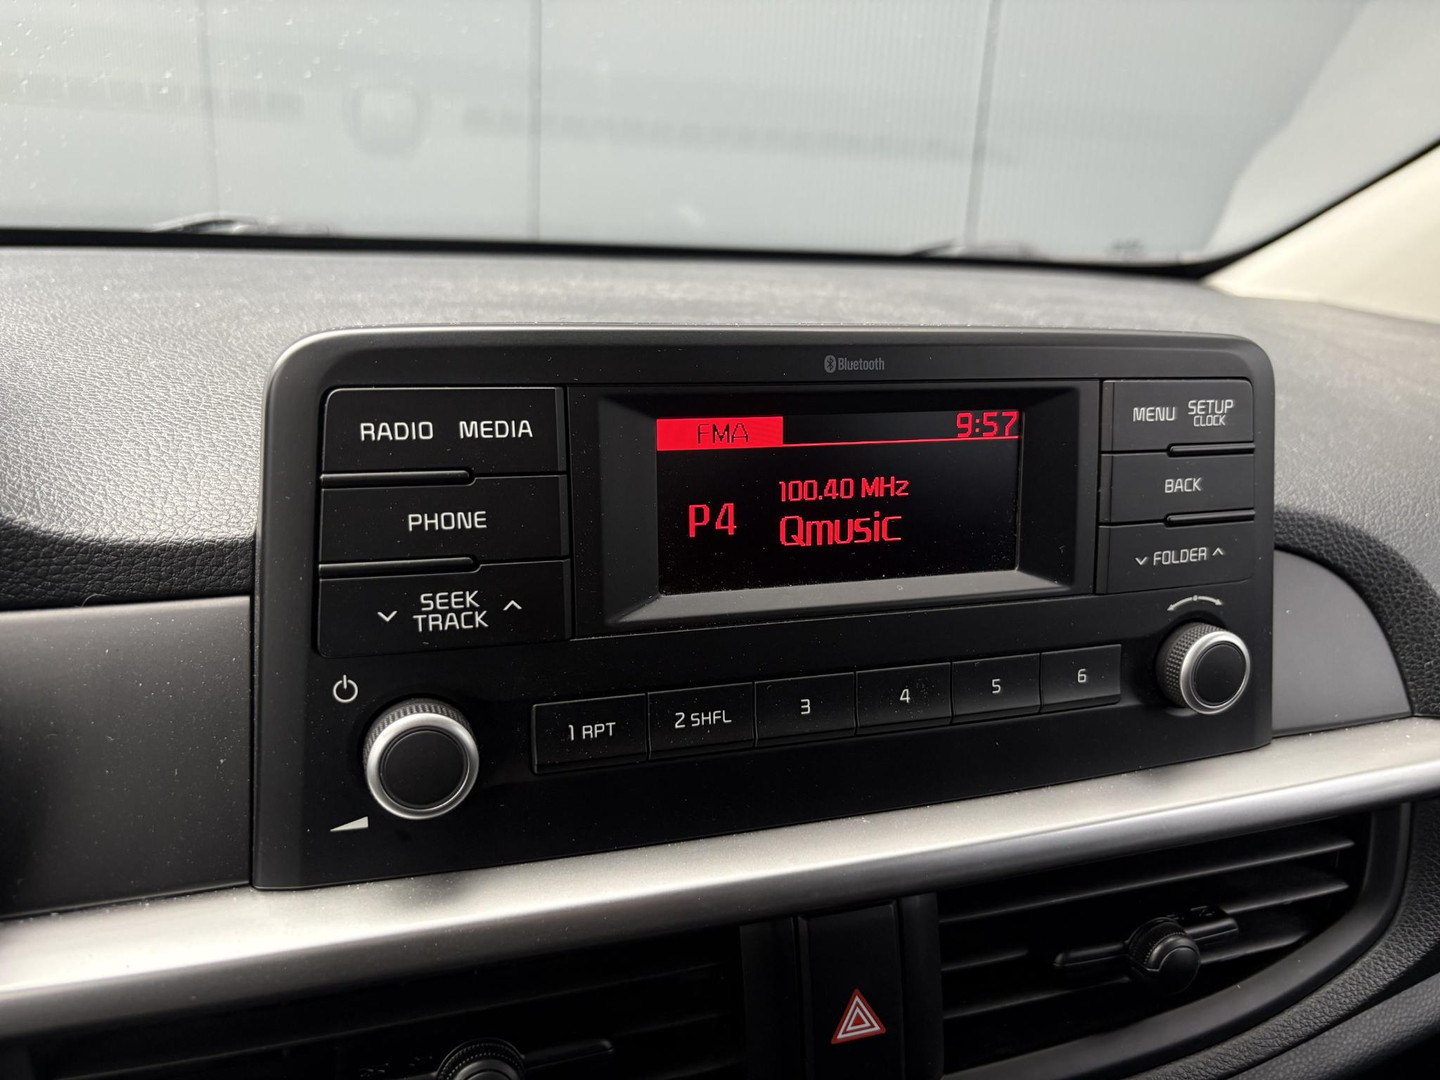 Bluetooth
RADIO MEDIA
PHONE
SEEK
TRACK
FMA 9:57
100.40 MHz
P4
Qmusic
MENU SETUP
CLOCK
BACK
FOLDER
1 RPT
2 SHFL
3
4
5
6